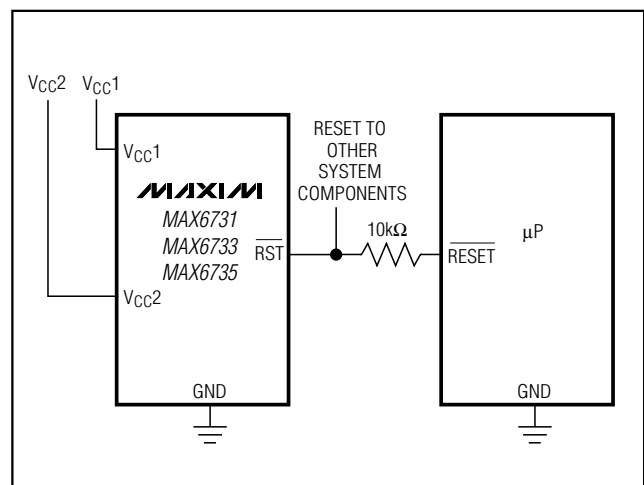 VCC2 VCC1
RESET TO
OTHER
SYSTEM
COMPONENTS
VCC1
MAXIM
MAX6731
MAX6733
MAX6735
RST
10kΩ
RESET
µP
VCC2
GND
GND